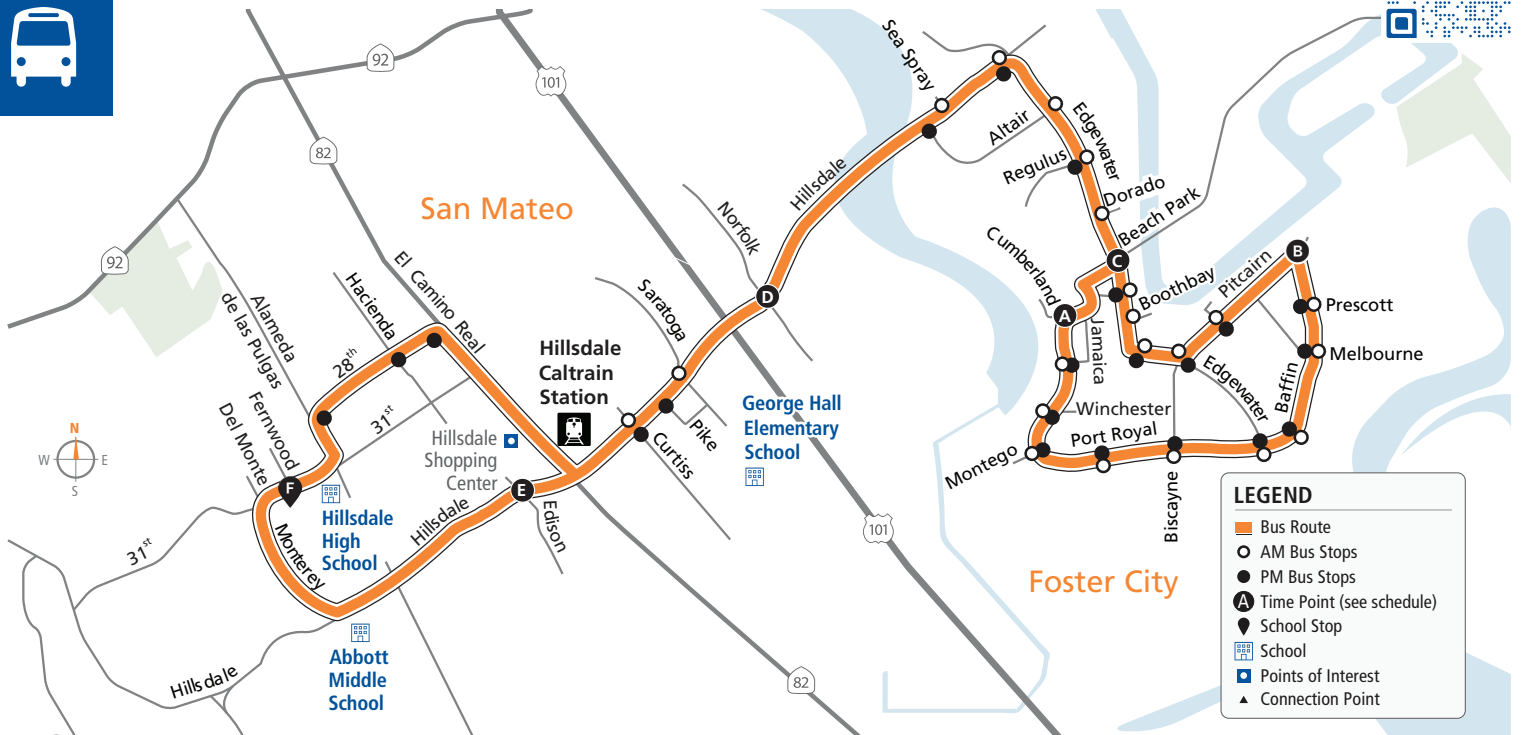 92
82
101
92
San Mateo
Foster City
Sea Spray
Altair
Edgewater
Regulus
Dorado
Beach Park
Hillsdale
Norfolk
Cumberland
C
Boothbay
Pitcairn
B
Prescott
Melbourne
A
Jamaica
D
Saratoga
El Camino Real
Hacienda
Alameda
de las Pulgas
28th
31st
Fernwood
Del Monte
Hillsdale
Caltrain
Station
Hillsdale
Shopping
Center
George Hall
Elementary
School
Pike
Curtiss
Edgewater
Baffin
Winchester
Port Royal
Montego
Biscayne
N
W
E
S
F
E
Edison
Hillsdale
Hillsdale
High
School
Monterey
31st
Abbott
Middle
School
Hillsdale
101
82
LEGEND
Bus Route
AM Bus Stops
PM Bus Stops
A Time Point (see schedule)
School Stop
School
Points of Interest
Connection Point